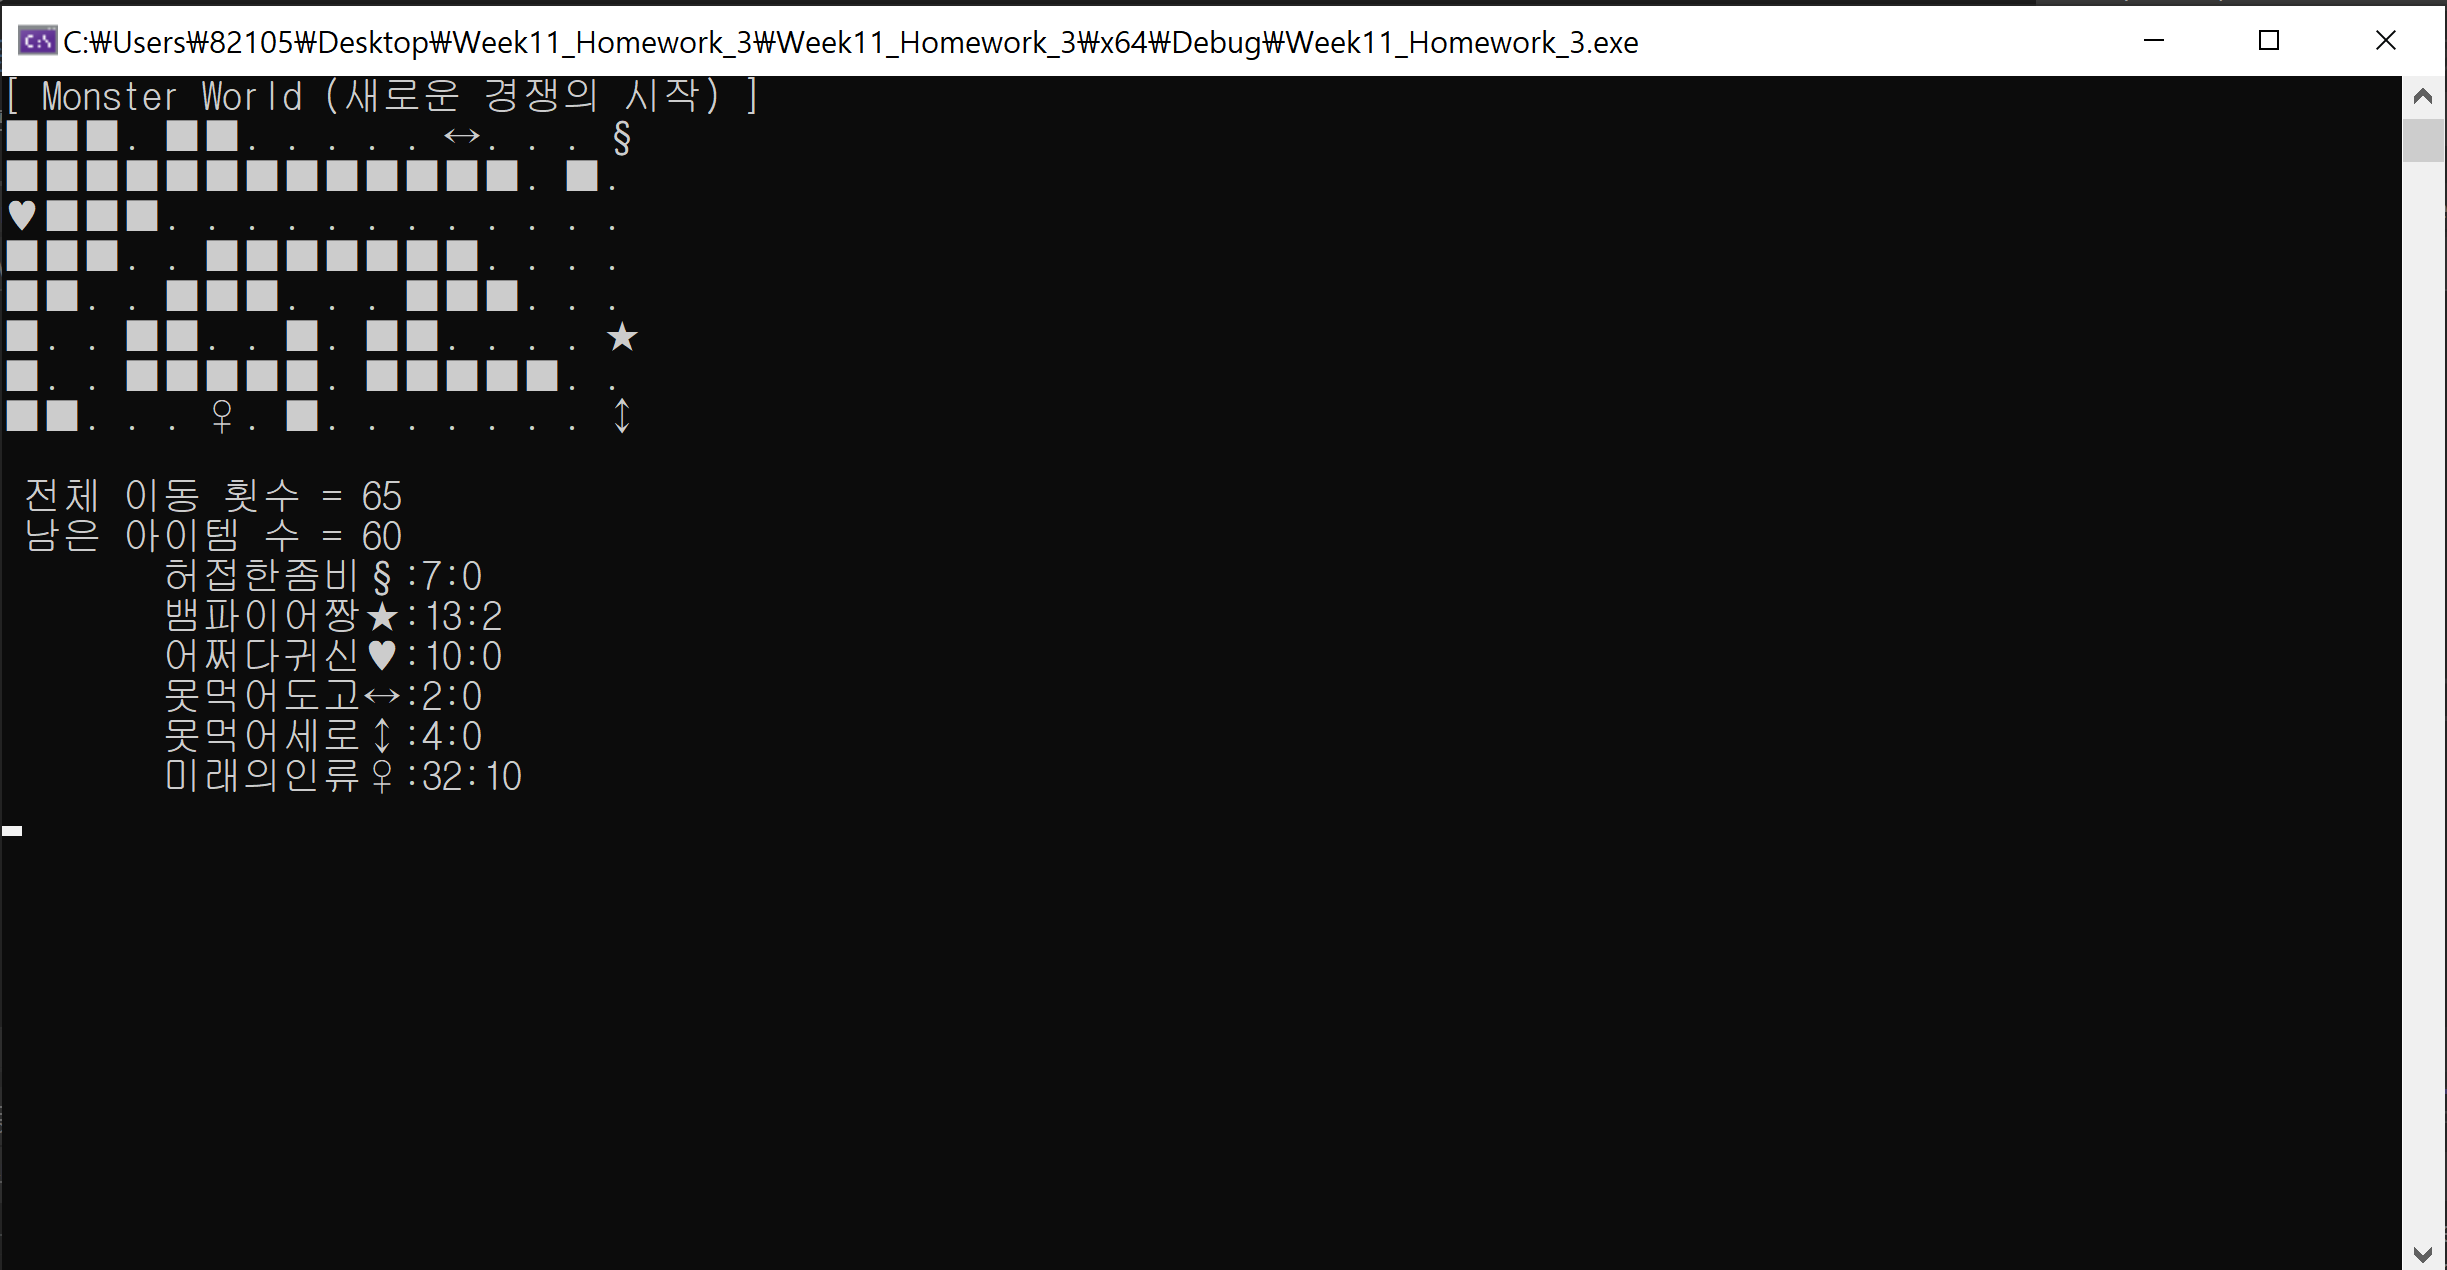 C:₩Users₩82105₩Desktop₩Week11_Homework_3₩Week11_Homework_3₩x64₩Debug₩Week11_Homework_3.exe
[ Monster World (새로운 경쟁의 시작) ]
■■■. ■■. . . . . ↔. . . §
■■■■■■■■■■■■■. ■.
♥■■■. . . . . . . . . . . .
■■■. . ■■■■■■■. . . .
■■. . ■■■. . . ■■■. . .
■. . ■■. . ■. ■■. . . . ★
■. . ■■■■■. ■■■■■. .
■■. . . ♀. ■. . . . . . . ↕
전체 이동 횟수 = 65
남은 아이템 수 = 60
허접한좀비§:7:0
뱀파이어짱★:13:2
어쩌다귀신♥:10:0
못먹어도고↔:2:0
못먹어세로↕:4:0
미래의인류♀:32:10